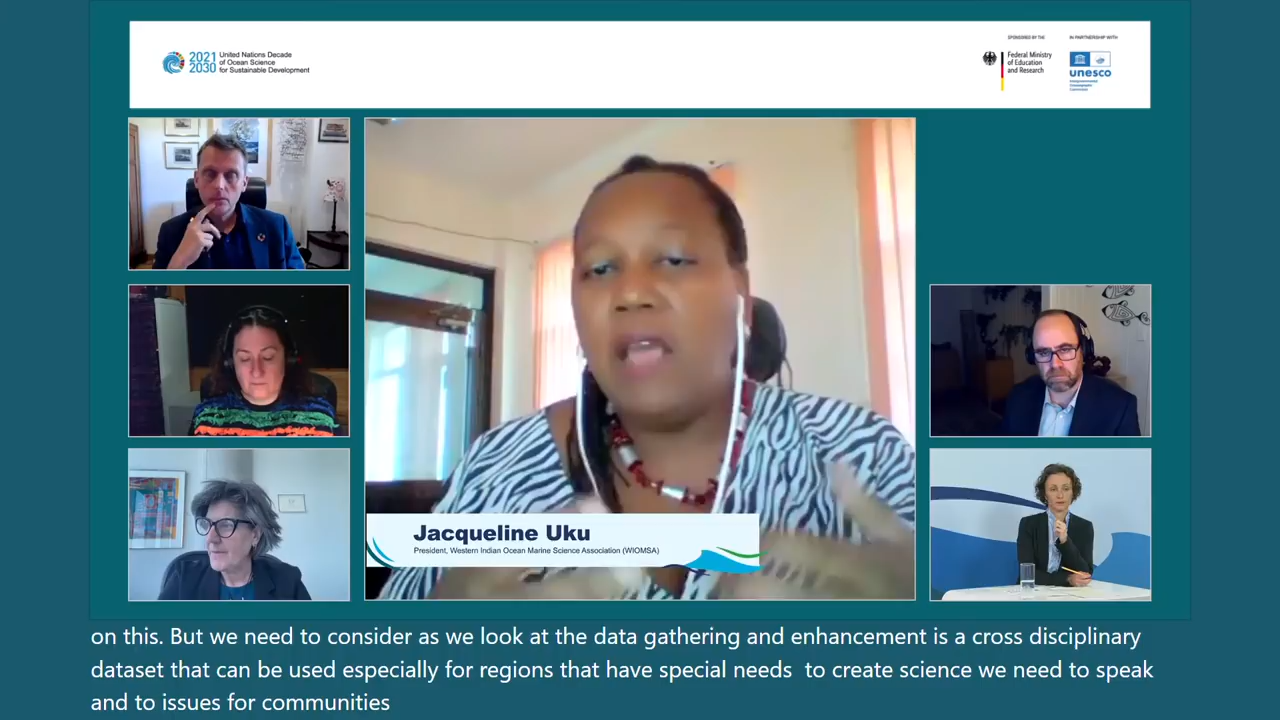 2021
2030
United Nations Decade
of Ocean Science
for Sustainable Development
SPONSORED BY THE
Federal Ministry
of Education
and Research
IN PARTNERSHIP WITH
unesco
Intergovernmental
Oceanographic
Commission
Jacqueline Uku
President, Western Indian Ocean Marine Science Association (WIOMSA)
on this. But we need to consider as we look at the data gathering and enhancement is a cross disciplinary
dataset that can be used especially for regions that have special needs  to create science we need to speak
and to issues for communities